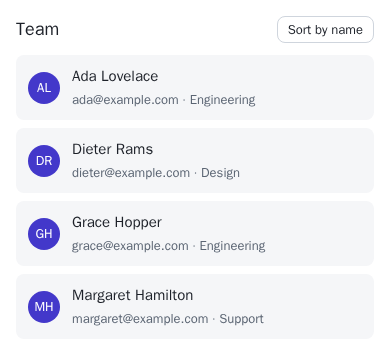 Team
Sort by name
AL
Ada Lovelace
ada@example.com · Engineering
DR
Dieter Rams
dieter@example.com · Design
GH
Grace Hopper
grace@example.com · Engineering
MH
Margaret Hamilton
margaret@example.com · Support